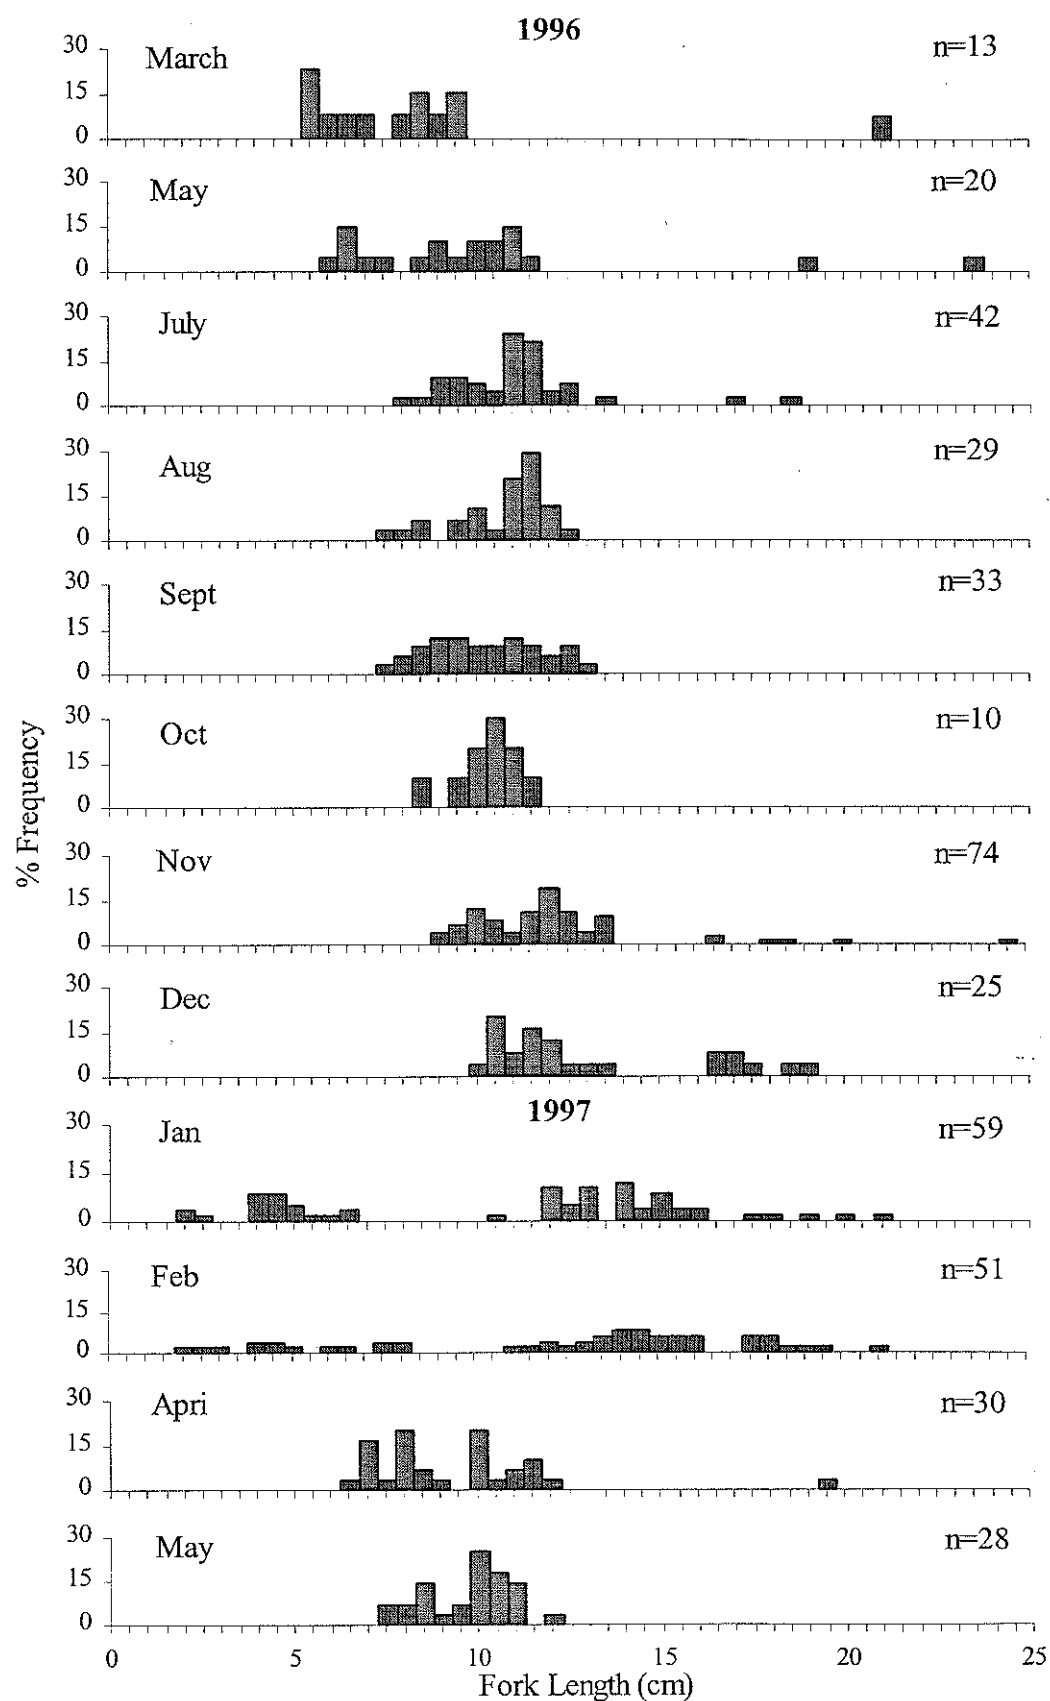 1996
30
March
n=13
15
0
30
May
n=20
15
0
30
July
n=42
15
0
30
Aug
n=29
15
0
30
Sept
n=33
15
0
30
Oct
n=10
15
0
30
Nov
n=74
15
0
30
Dec
n=25
15
0
1997
30
Jan
n=59
15
0
30
Feb
n=51
15
0
30
Apri
n=30
15
0
30
May
n=28
15
0
% Frequency
0 5 10 15 20 25
Fork Length (cm)